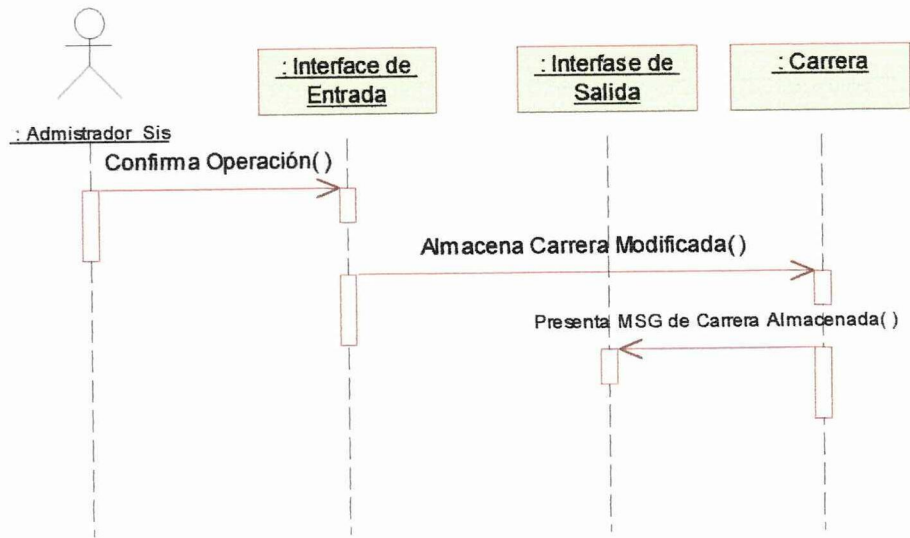 : Interface de
Entrada
: Interfase de
Salida
: Carrera
: Admistrador Sis
Confirma Operación()
Almacena Carrera Modificada()
Presenta MSG de Carrera Almacenada()